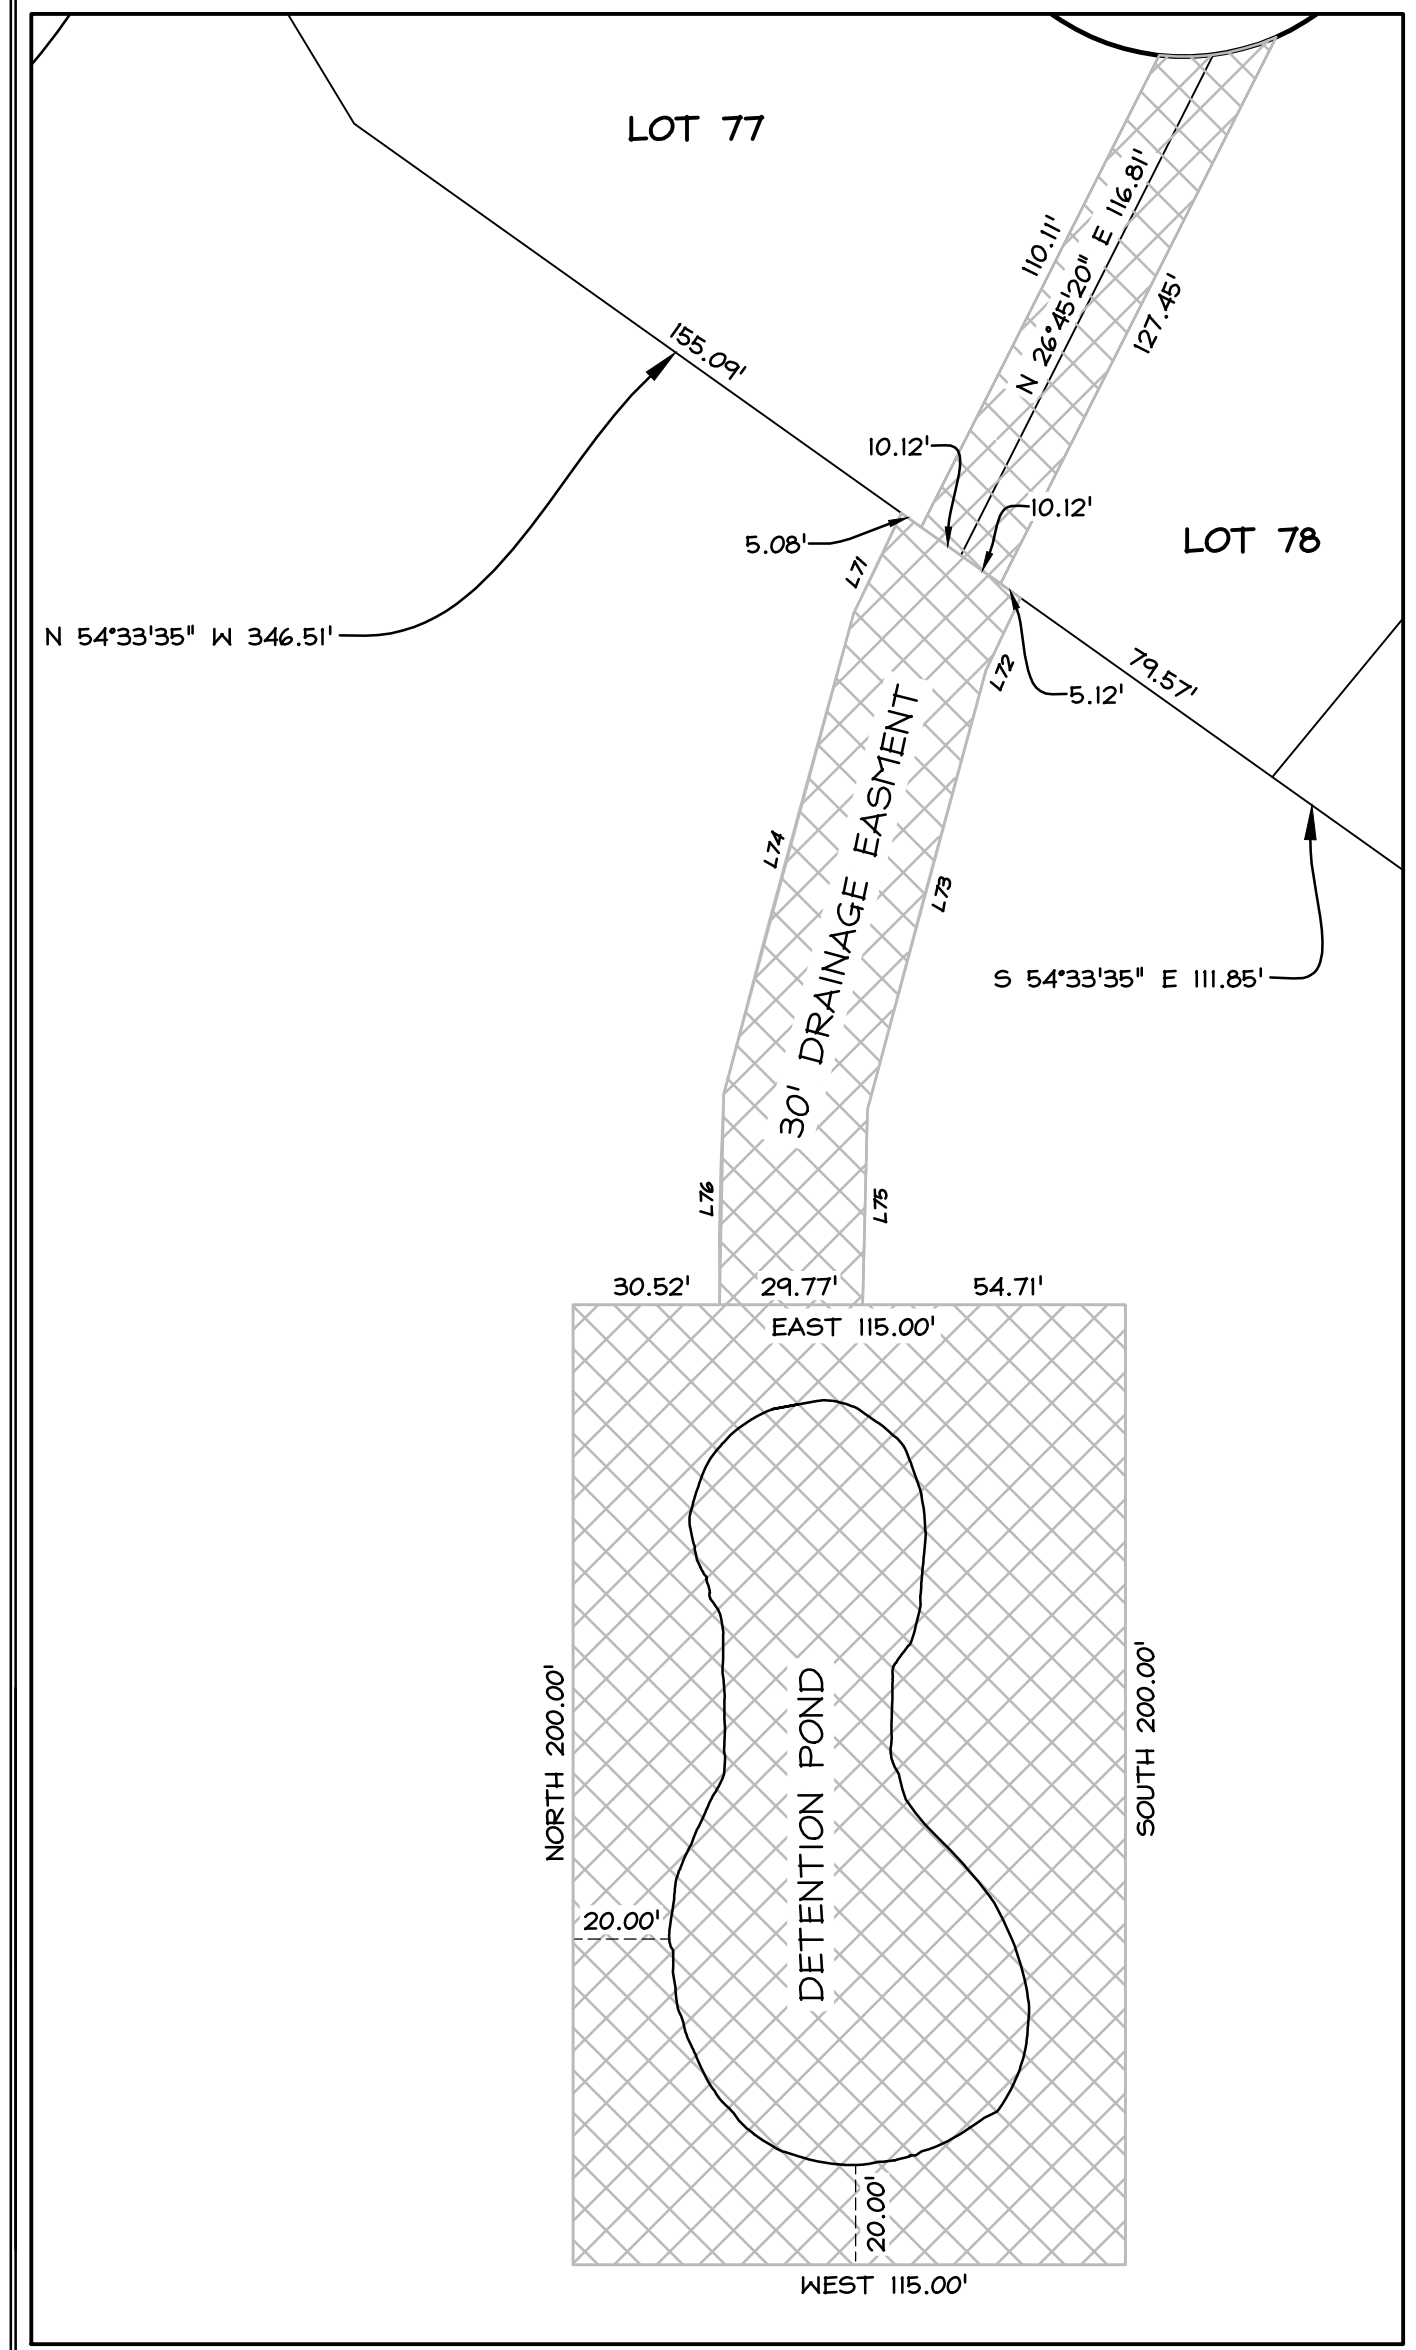 LOT 77
N 26°45'20" E 116.81'
110.11'
127.45'
155.09'
10.12'
10.12'
5.08'
LOT 78
L71
N 54°33'35" W 346.51'
L72
5.12'
79.57'
30' DRAINAGE EASMENT
L74
L73
S 54°33'35" E 111.85'
L76
L75
30.52'
29.77'
54.71'
EAST 115.00'
NORTH 200.00'
DETENTION POND
SOUTH 200.00'
20.00'
20.00'
WEST 115.00'